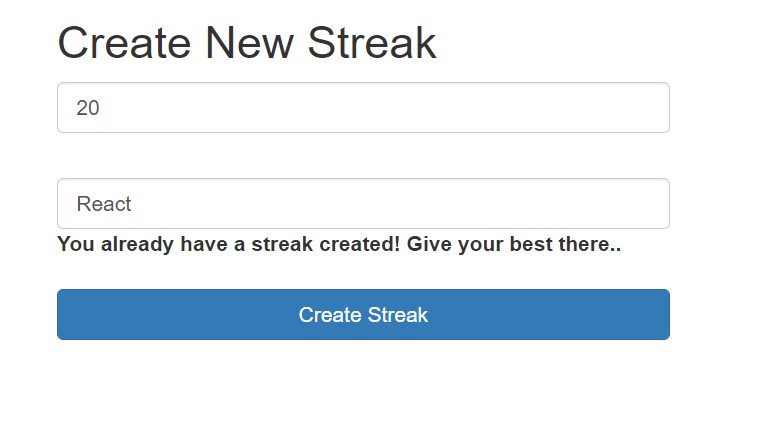 Create New Streak
20
React
You already have a streak created! Give your best there..
Create Streak